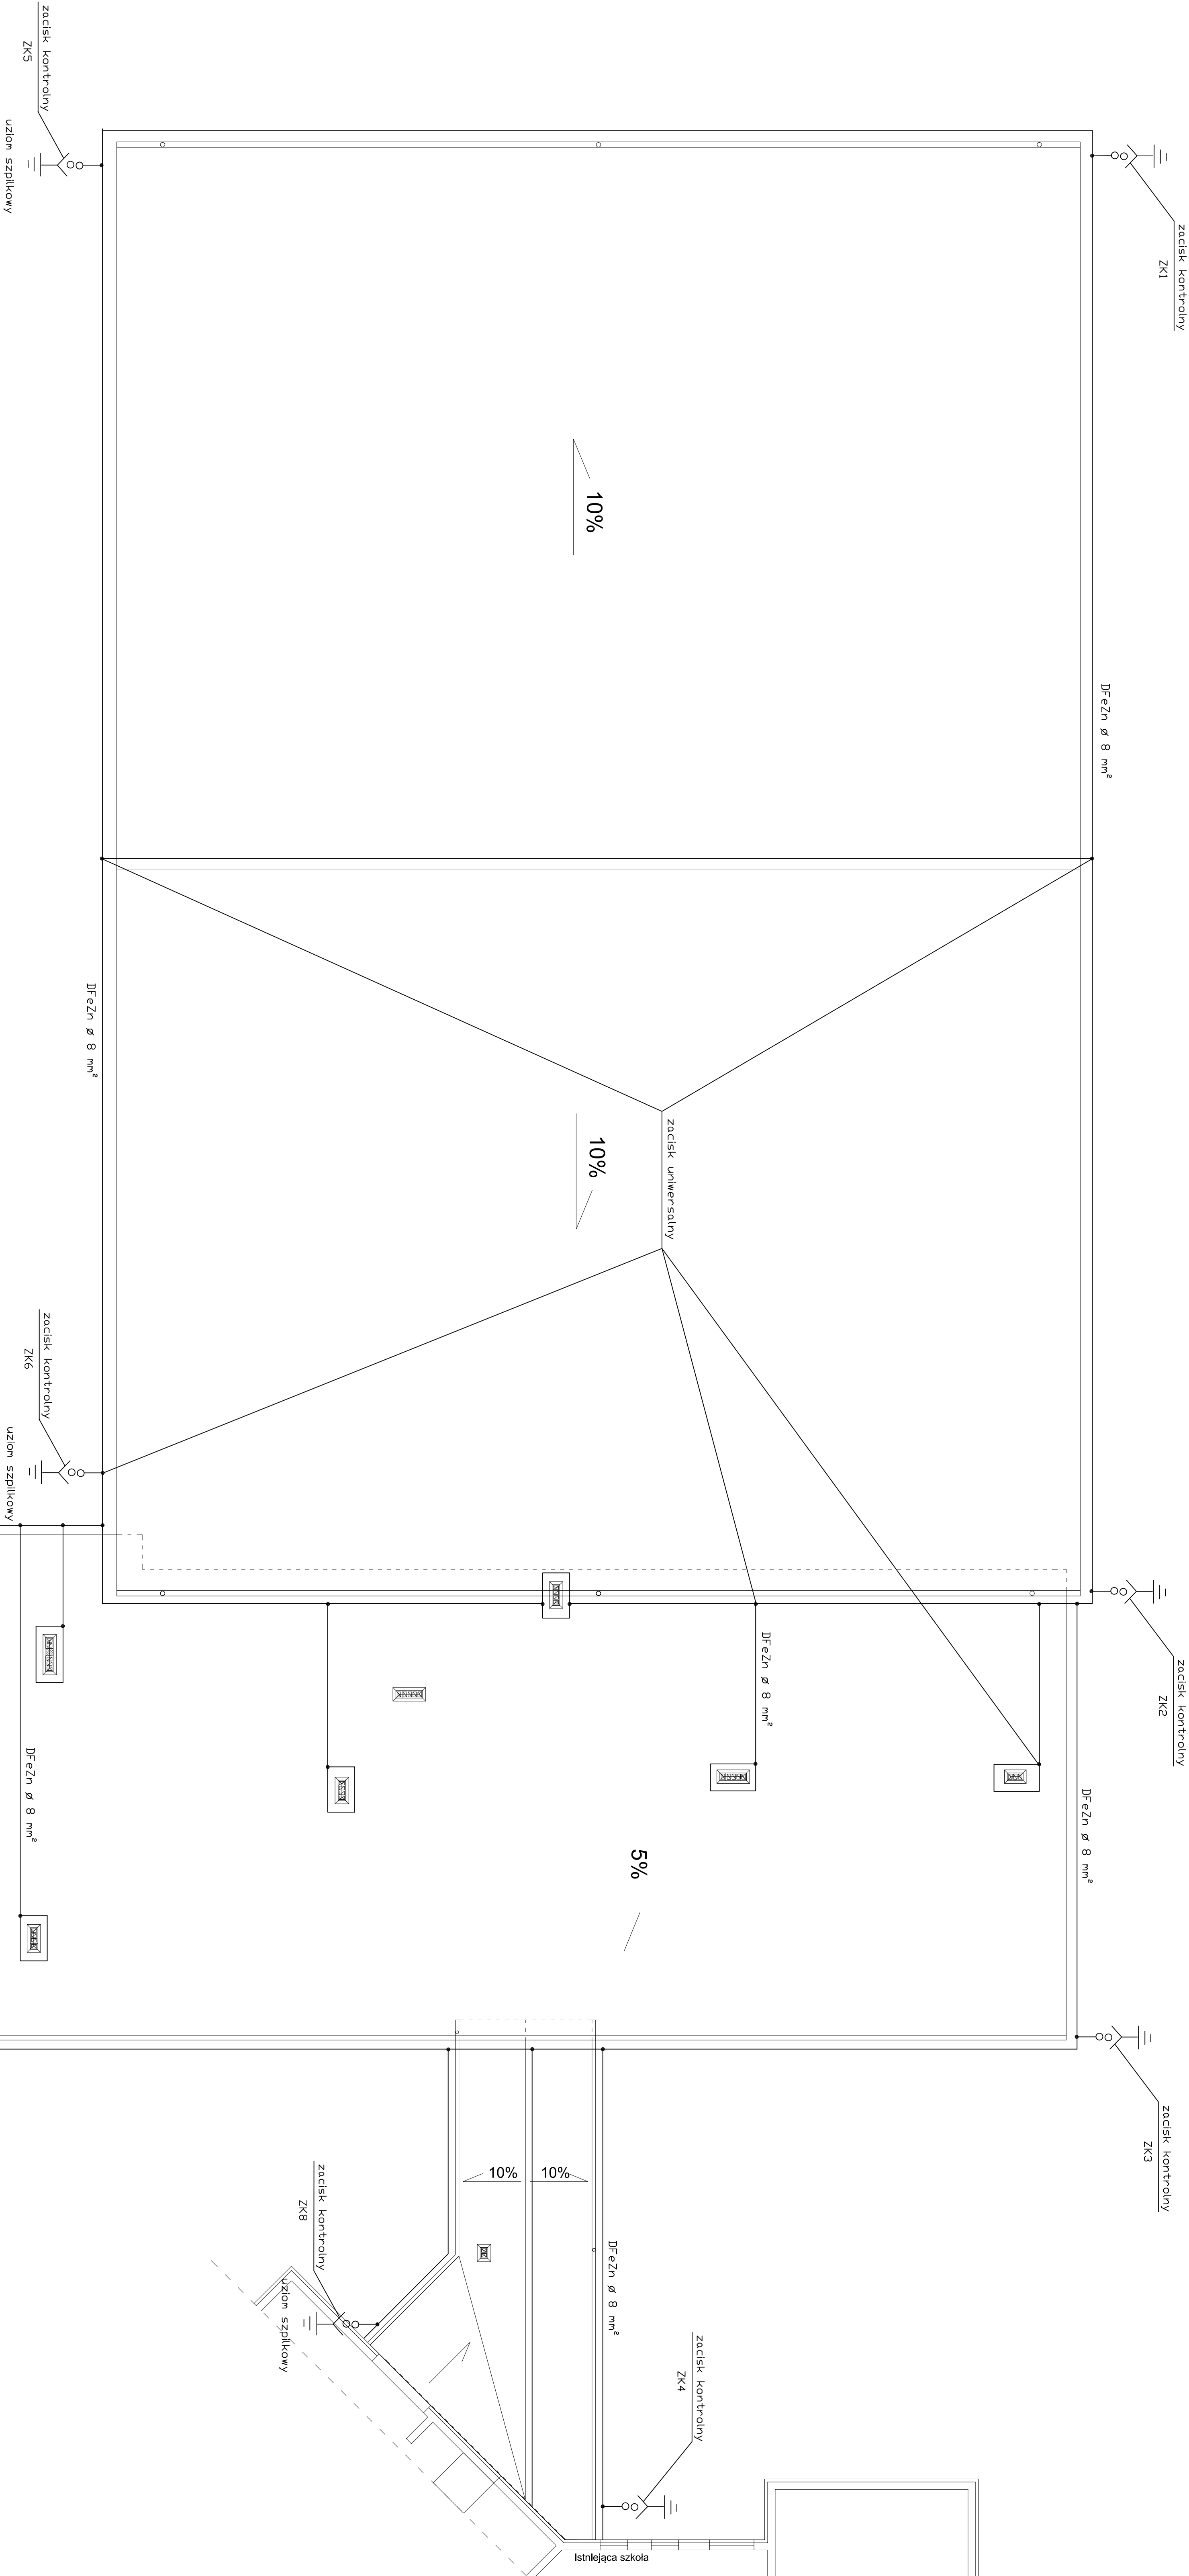 zacisk kontrolny
ZK5
uziom szpilkowy
zacisk kontrolny
ZK1
10%
DFeZn ø 8 mm²
DFeZn ø 8 mm²
zacisk uniwersalny
10%
zacisk kontrolny
ZK6
uziom szpilkowy
zacisk kontrolny
ZK2
DFeZn ø 8 mm²
DFeZn ø 8 mm²
DFeZn ø 8 mm²
5%
zacisk kontrolny
ZK3
10%
10%
zacisk kontrolny
ZK8
uziom szpilkowy
DFeZn ø 8 mm²
zacisk kontrolny
ZK4
istniejąca szkoła